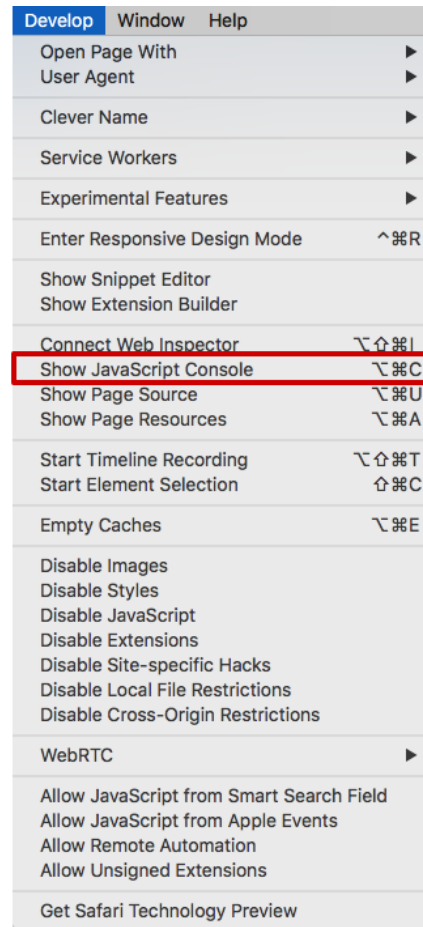 Develop Window Help
Open Page With ▶
User Agent ▶
Clever Name ▶
Service Workers ▶
Experimental Features ▶
Enter Responsive Design Mode ^⌘R
Show Snippet Editor
Show Extension Builder
Connect Web Inspector ⌥⇧⌘I
Show JavaScript Console ⌥⌘C
Show Page Source ⌥⌘U
Show Page Resources ⌥⌘A
Start Timeline Recording ⌥⇧⌘T
Start Element Selection ⇧⌘C
Empty Caches ⌥⌘E
Disable Images
Disable Styles
Disable JavaScript
Disable Extensions
Disable Site-specific Hacks
Disable Local File Restrictions
Disable Cross-Origin Restrictions
WebRTC ▶
Allow JavaScript from Smart Search Field
Allow JavaScript from Apple Events
Allow Remote Automation
Allow Unsigned Extensions
Get Safari Technology Preview